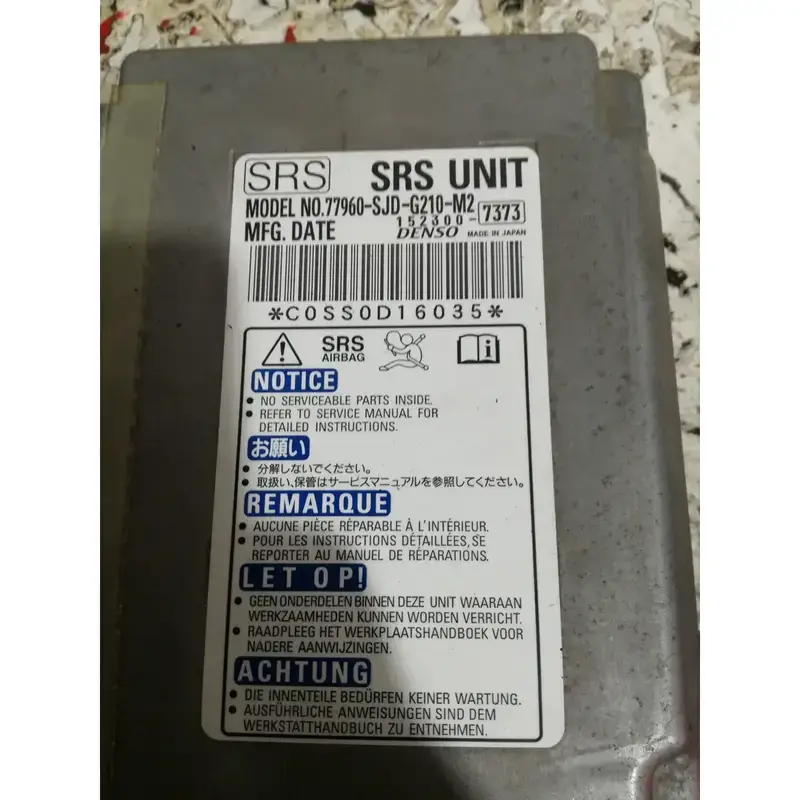 SRS SRS UNIT
MODEL NO.77960-SJD-G210-M2
152300-7373
MFG. DATE DENSO MADE IN JAPAN
*C0SS0D16035*
SRS
AIRBAG
NOTICE
• NO SERVICEABLE PARTS INSIDE.
• REFER TO SERVICE MANUAL FOR
DETAILED INSTRUCTIONS.
お願い
• 分解しないでください。
• 取扱い、保管はサービスマニュアルを参照してください。
REMARQUE
• AUCUNE PIÈCE RÉPARABLE À L'INTÉRIEUR.
• POUR LES INSTRUCTIONS DÉTAILLÉES, SE
REPORTER AU MANUEL DE RÉPARATIONS.
LET OP!
• GEEN ONDERDELEN BINNEN DEZE UNIT WAARAAN
WERKZAAMHEDEN KUNNEN WORDEN VERRICHT.
• RAADPLEEG HET WERKPLAATSHANDBOEK VOOR
NADERE AANWIJZINGEN.
ACHTUNG
• DIE INNENTEILE BEDÜRFEN KEINER WARTUNG.
• AUSFÜHRLICHE ANWEISUNGEN SIND DEM
WERKSTATTHANDBUCH ZU ENTNEHMEN.